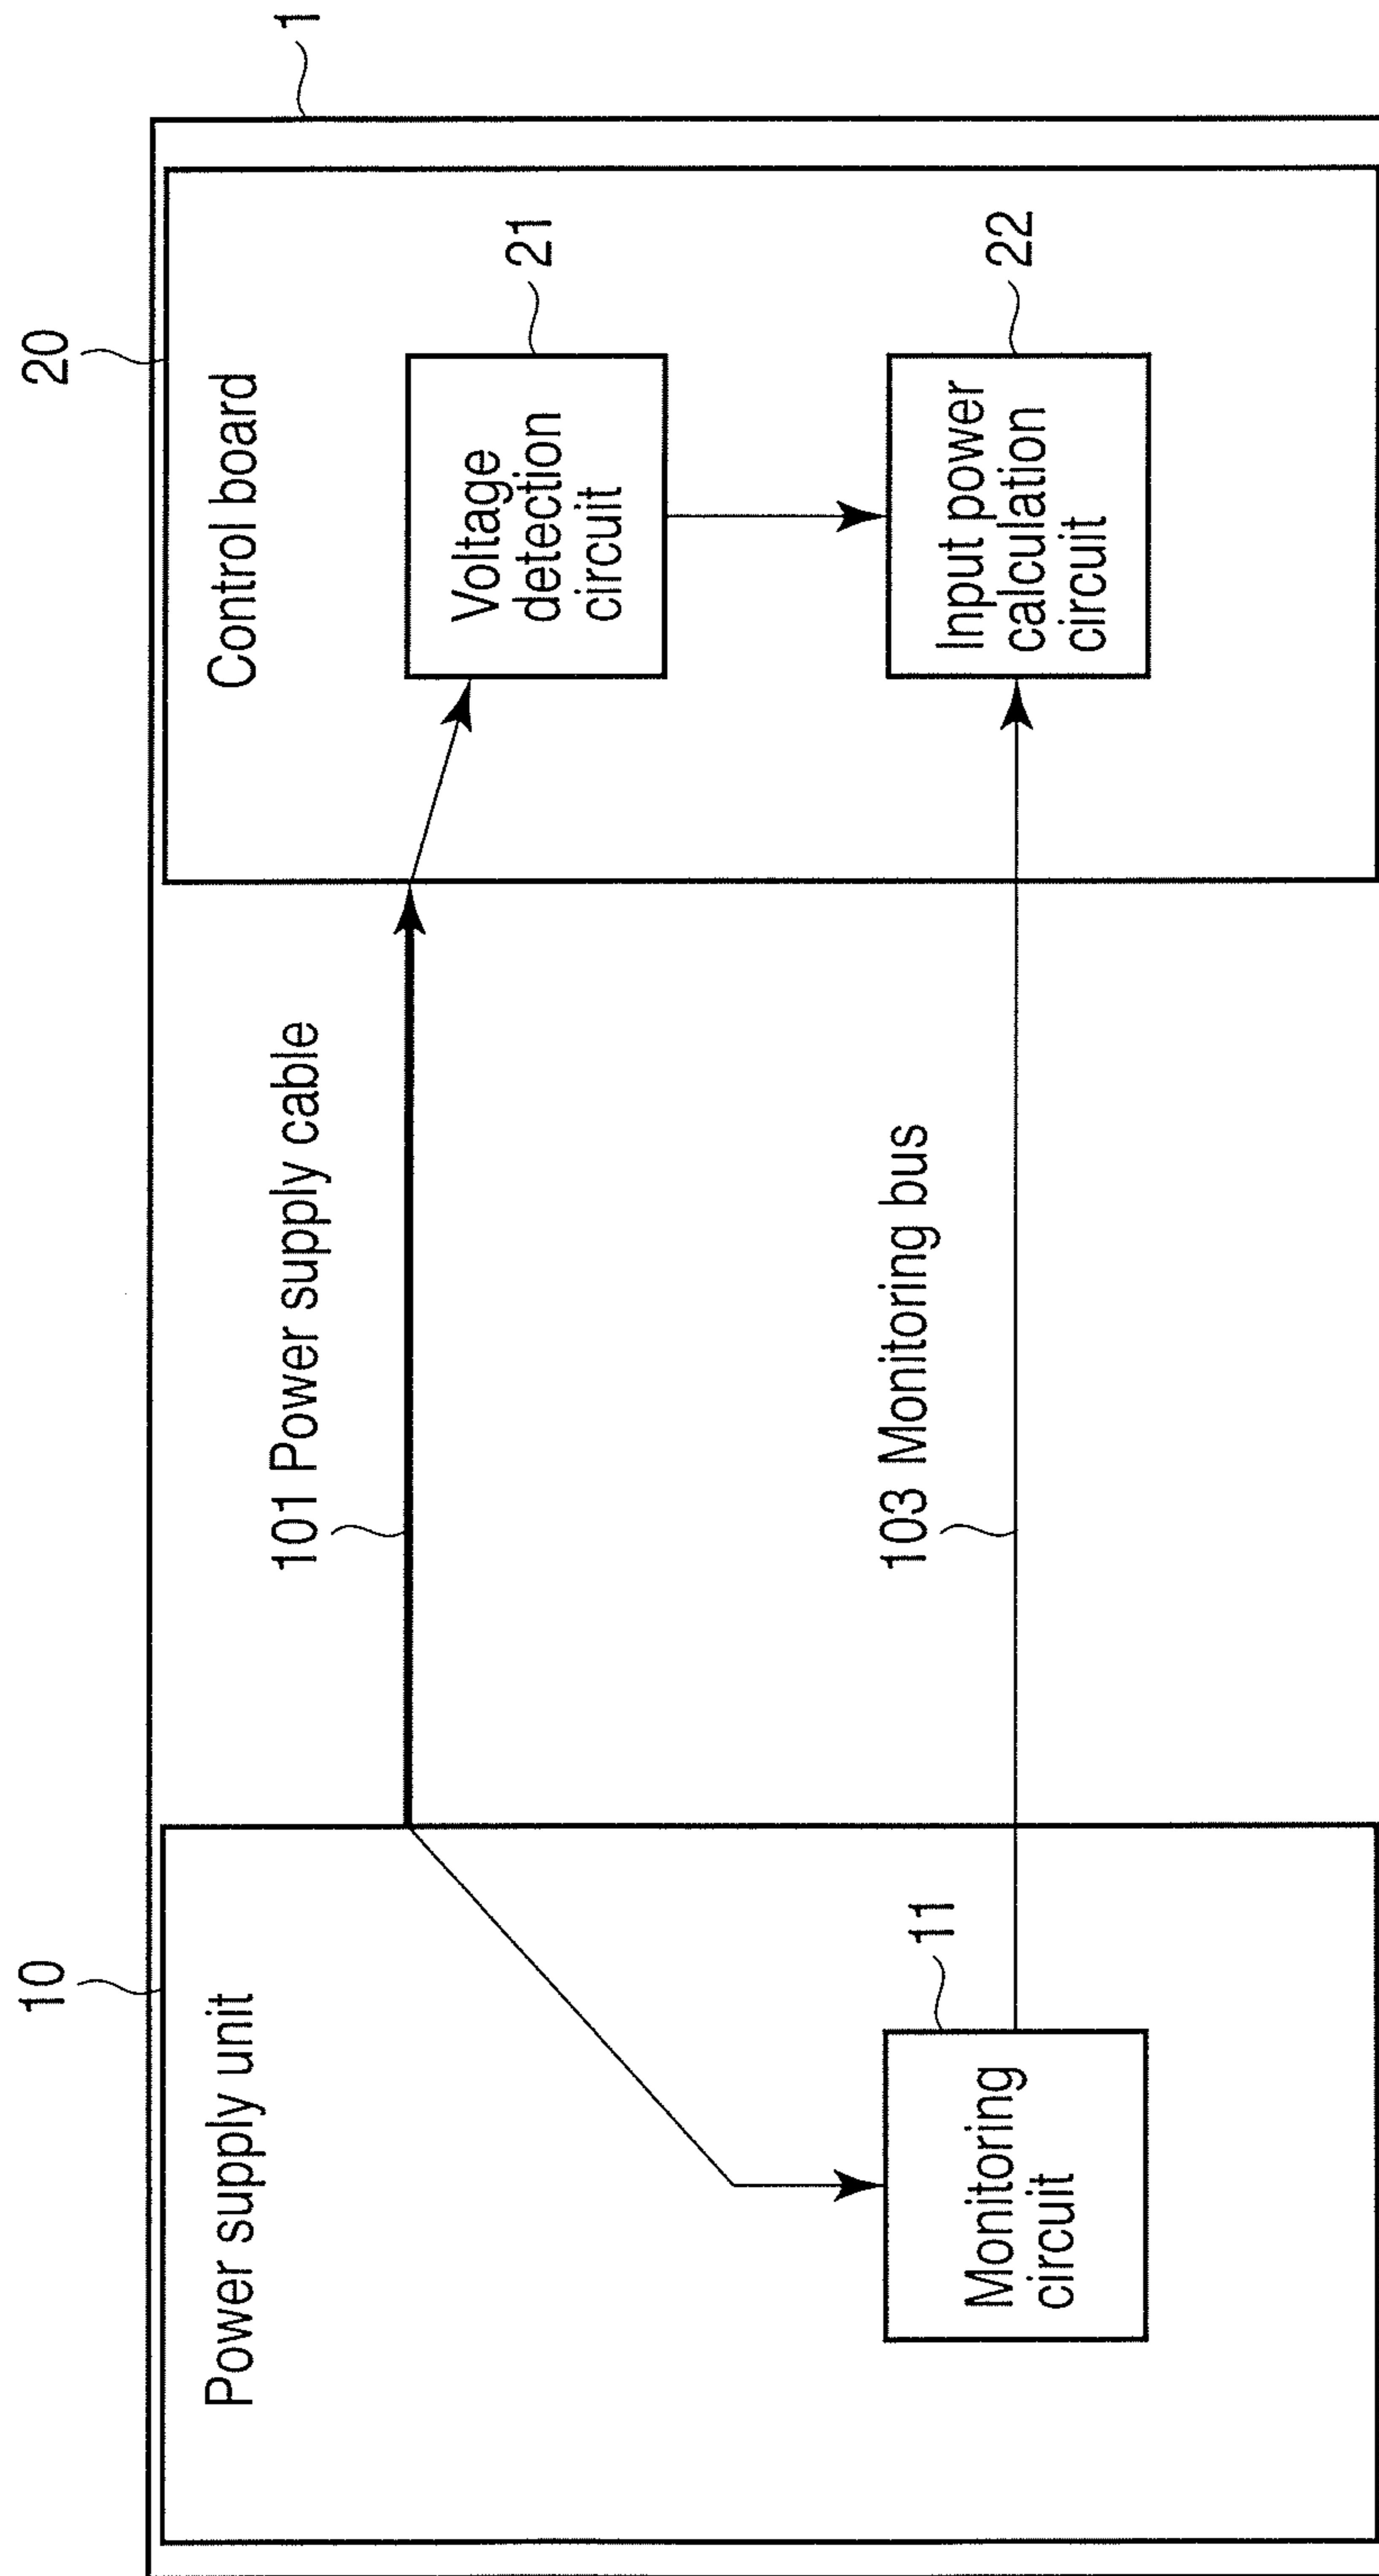 1
10
20
Power supply unit
Control board
101 Power supply cable
21
Voltage
detection
circuit
103 Monitoring bus
11
22
Monitoring
circuit
Input power
calculation
circuit